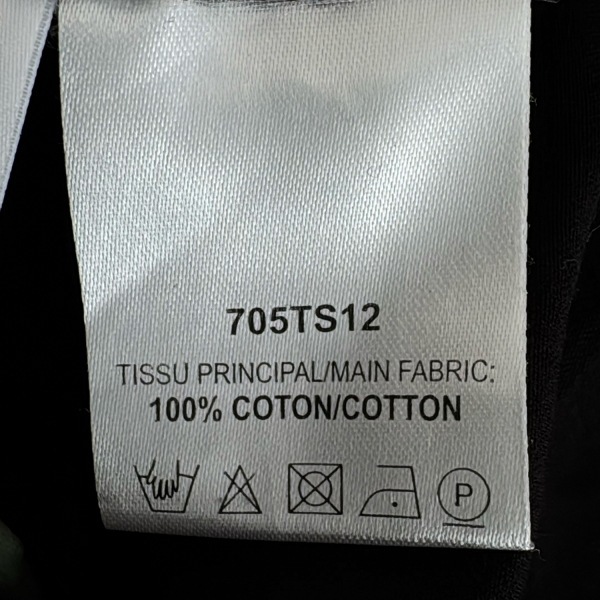 705TS12
TISSU PRINCIPAL/MAIN FABRIC:
100% COTON/COTTON
P